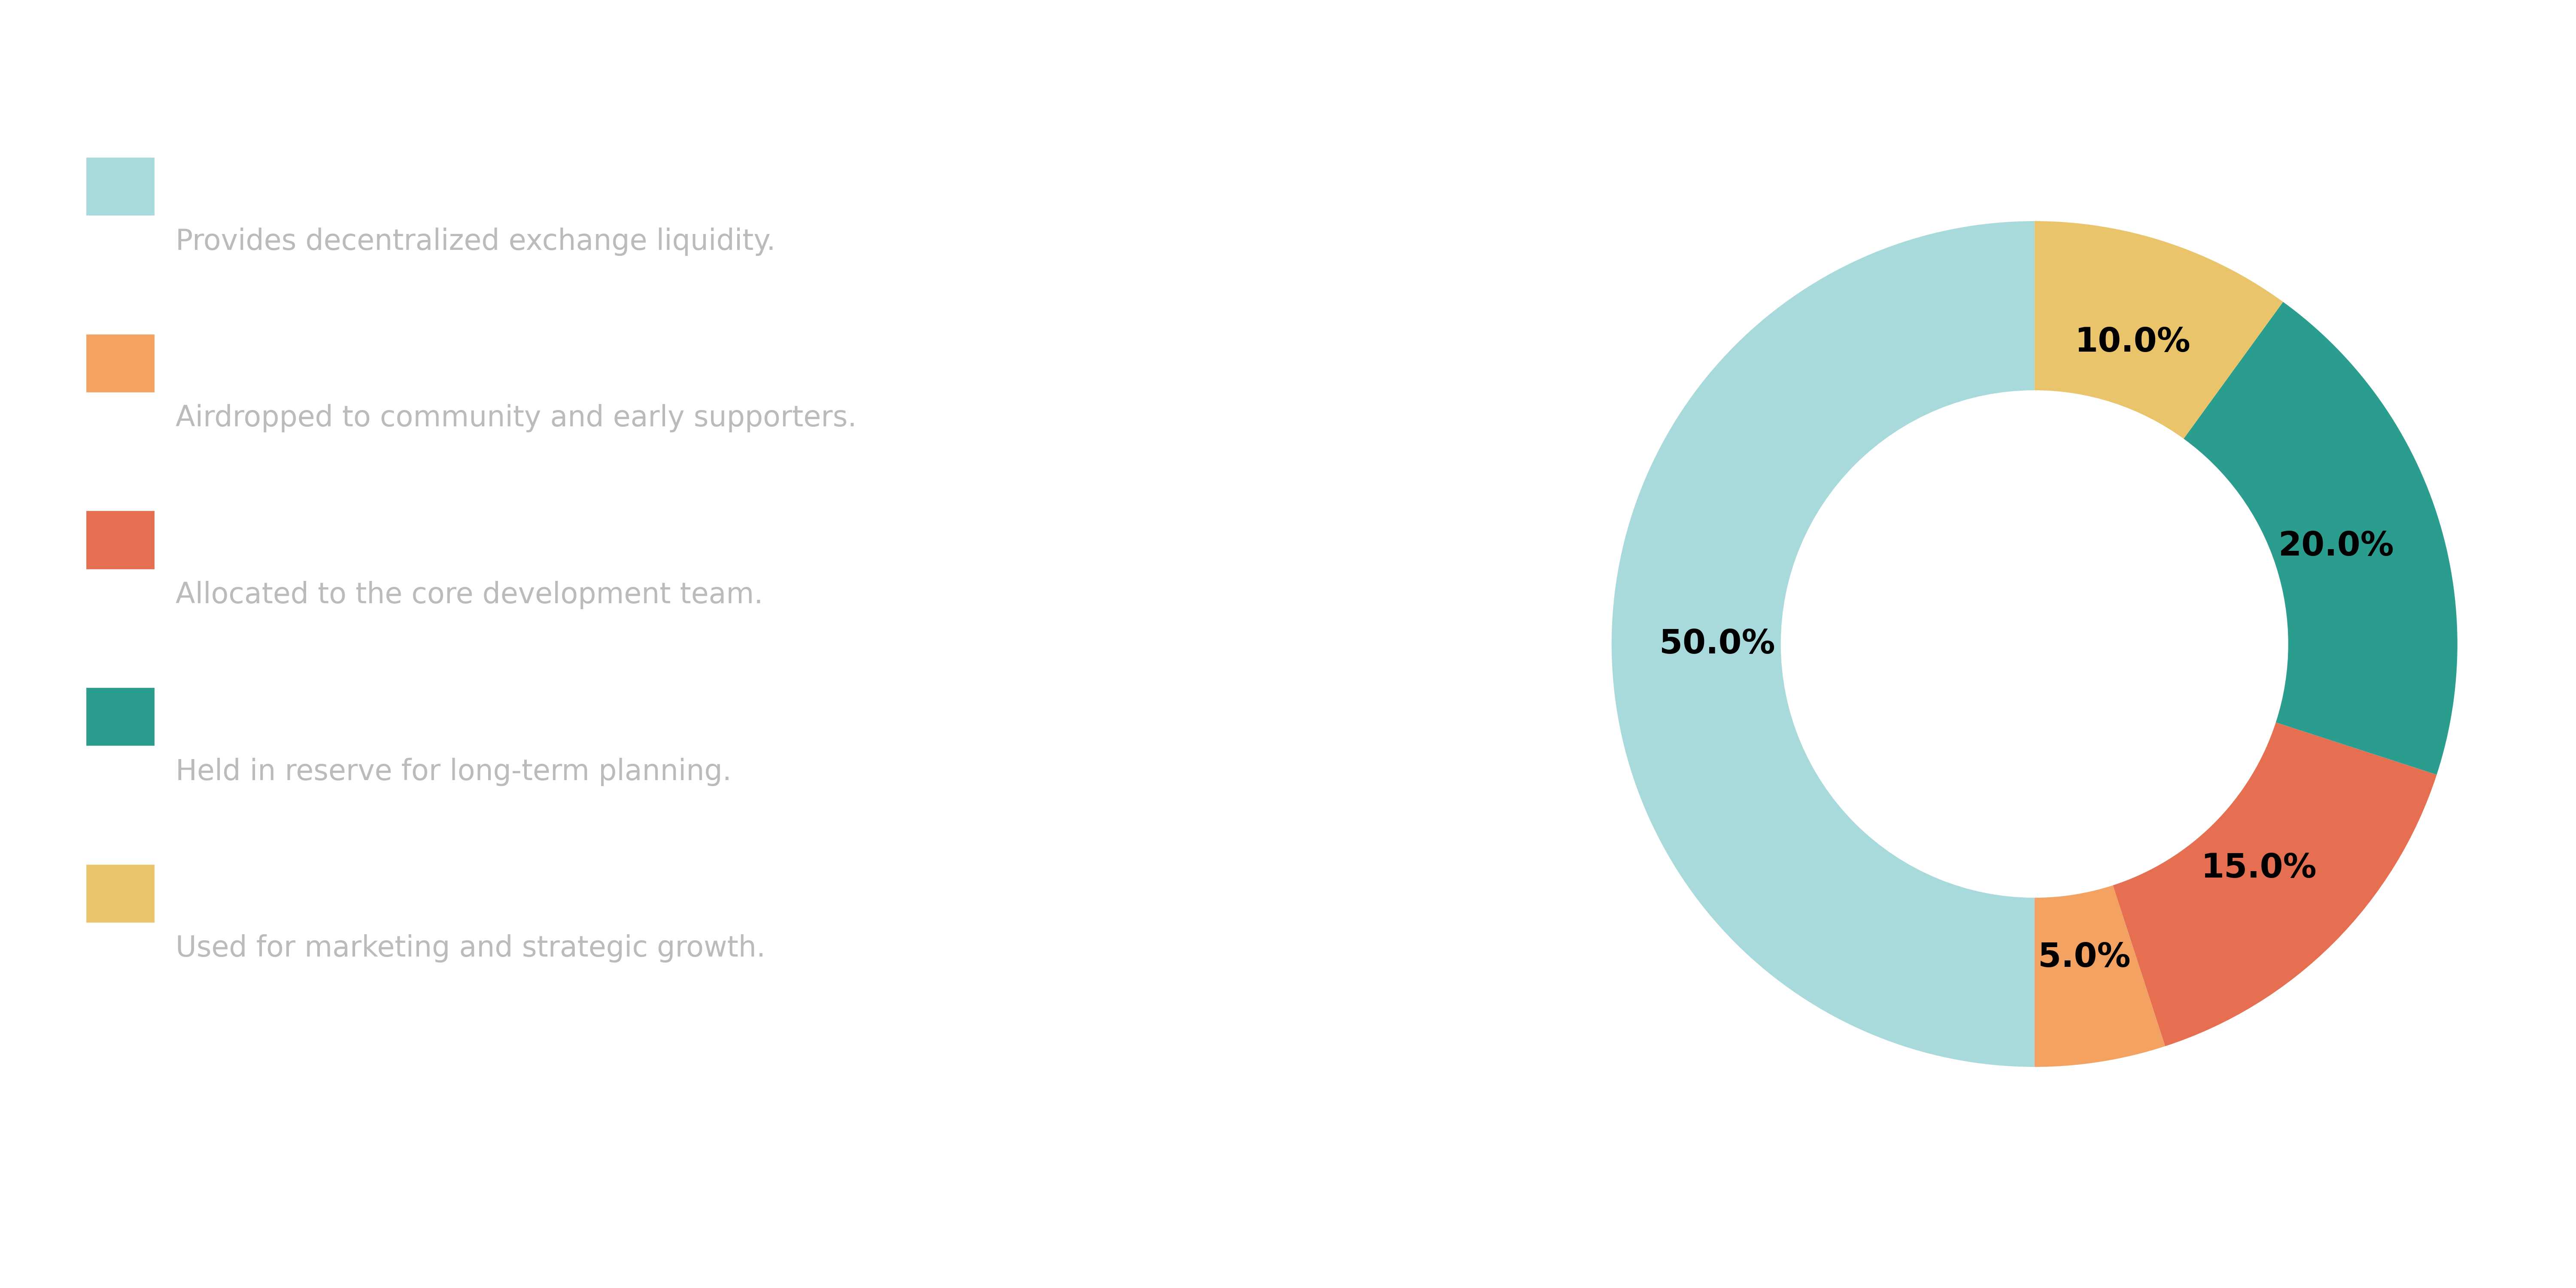 Provides decentralized exchange liquidity.
Airdropped to community and early supporters.
Allocated to the core development team.
Held in reserve for long-term planning.
Used for marketing and strategic growth.
10.0%
20.0%
50.0%
15.0%
5.0%